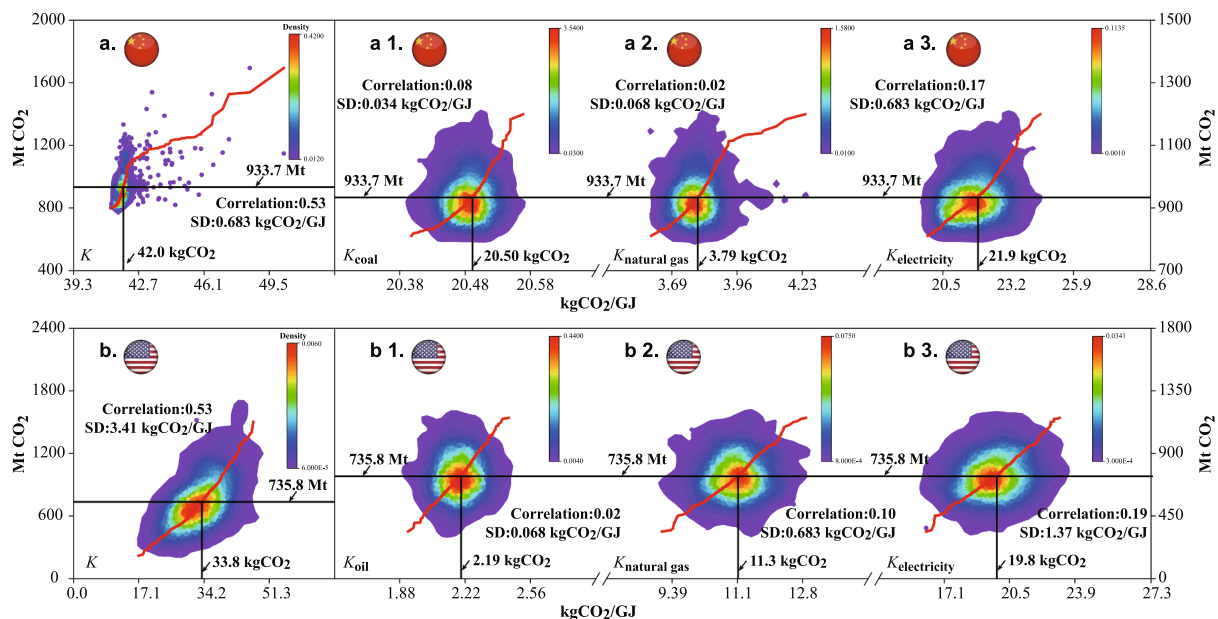 2000
1600
1200
800
400
Mt CO2
a.
Density
0.4200
0.0120
933.7 Mt
Correlation:0.53
SD:0.683 kgCO2/GJ
K
42.0 kgCO2
39.3
42.7
46.1
49.5
a 1.
3.5400
0.0300
Correlation:0.08
SD:0.034 kgCO2/GJ
933.7 Mt
Kcoal
20.50 kgCO2
20.38
20.48
20.58
a 2.
1.5800
0.0100
Correlation:0.02
SD:0.068 kgCO2/GJ
933.7 Mt
Knatural gas
3.79 kgCO2
3.69
3.96
4.23
a 3.
0.1135
0.0010
Correlation:0.17
SD:0.683 kgCO2/GJ
933.7 Mt
Kelectricity
21.9 kgCO2
20.5
23.2
25.9
28.6
1500
1300
1100
900
700
Mt CO2
kgCO2/GJ
2400
1800
1200
600
0
Mt CO2
b.
Density
0.0060
6.000E-5
Correlation:0.53
SD:3.41 kgCO2/GJ
735.8 Mt
K
33.8 kgCO2
0.0
17.1
34.2
51.3
b 1.
0.4400
0.0040
735.8 Mt
Correlation:0.02
SD:0.068 kgCO2/GJ
Koil
2.19 kgCO2
1.88
2.22
2.56
b 2.
0.0750
8.000E-4
735.8 Mt
Correlation:0.10
SD:0.683 kgCO2/GJ
Knatural gas
11.3 kgCO2
9.39
11.1
12.8
b 3.
0.0341
3.000E-4
735.8 Mt
Correlation:0.19
SD:1.37 kgCO2/GJ
Kelectricity
19.8 kgCO2
17.1
20.5
23.9
27.3
1800
1350
900
450
0
Mt CO2
kgCO2/GJ